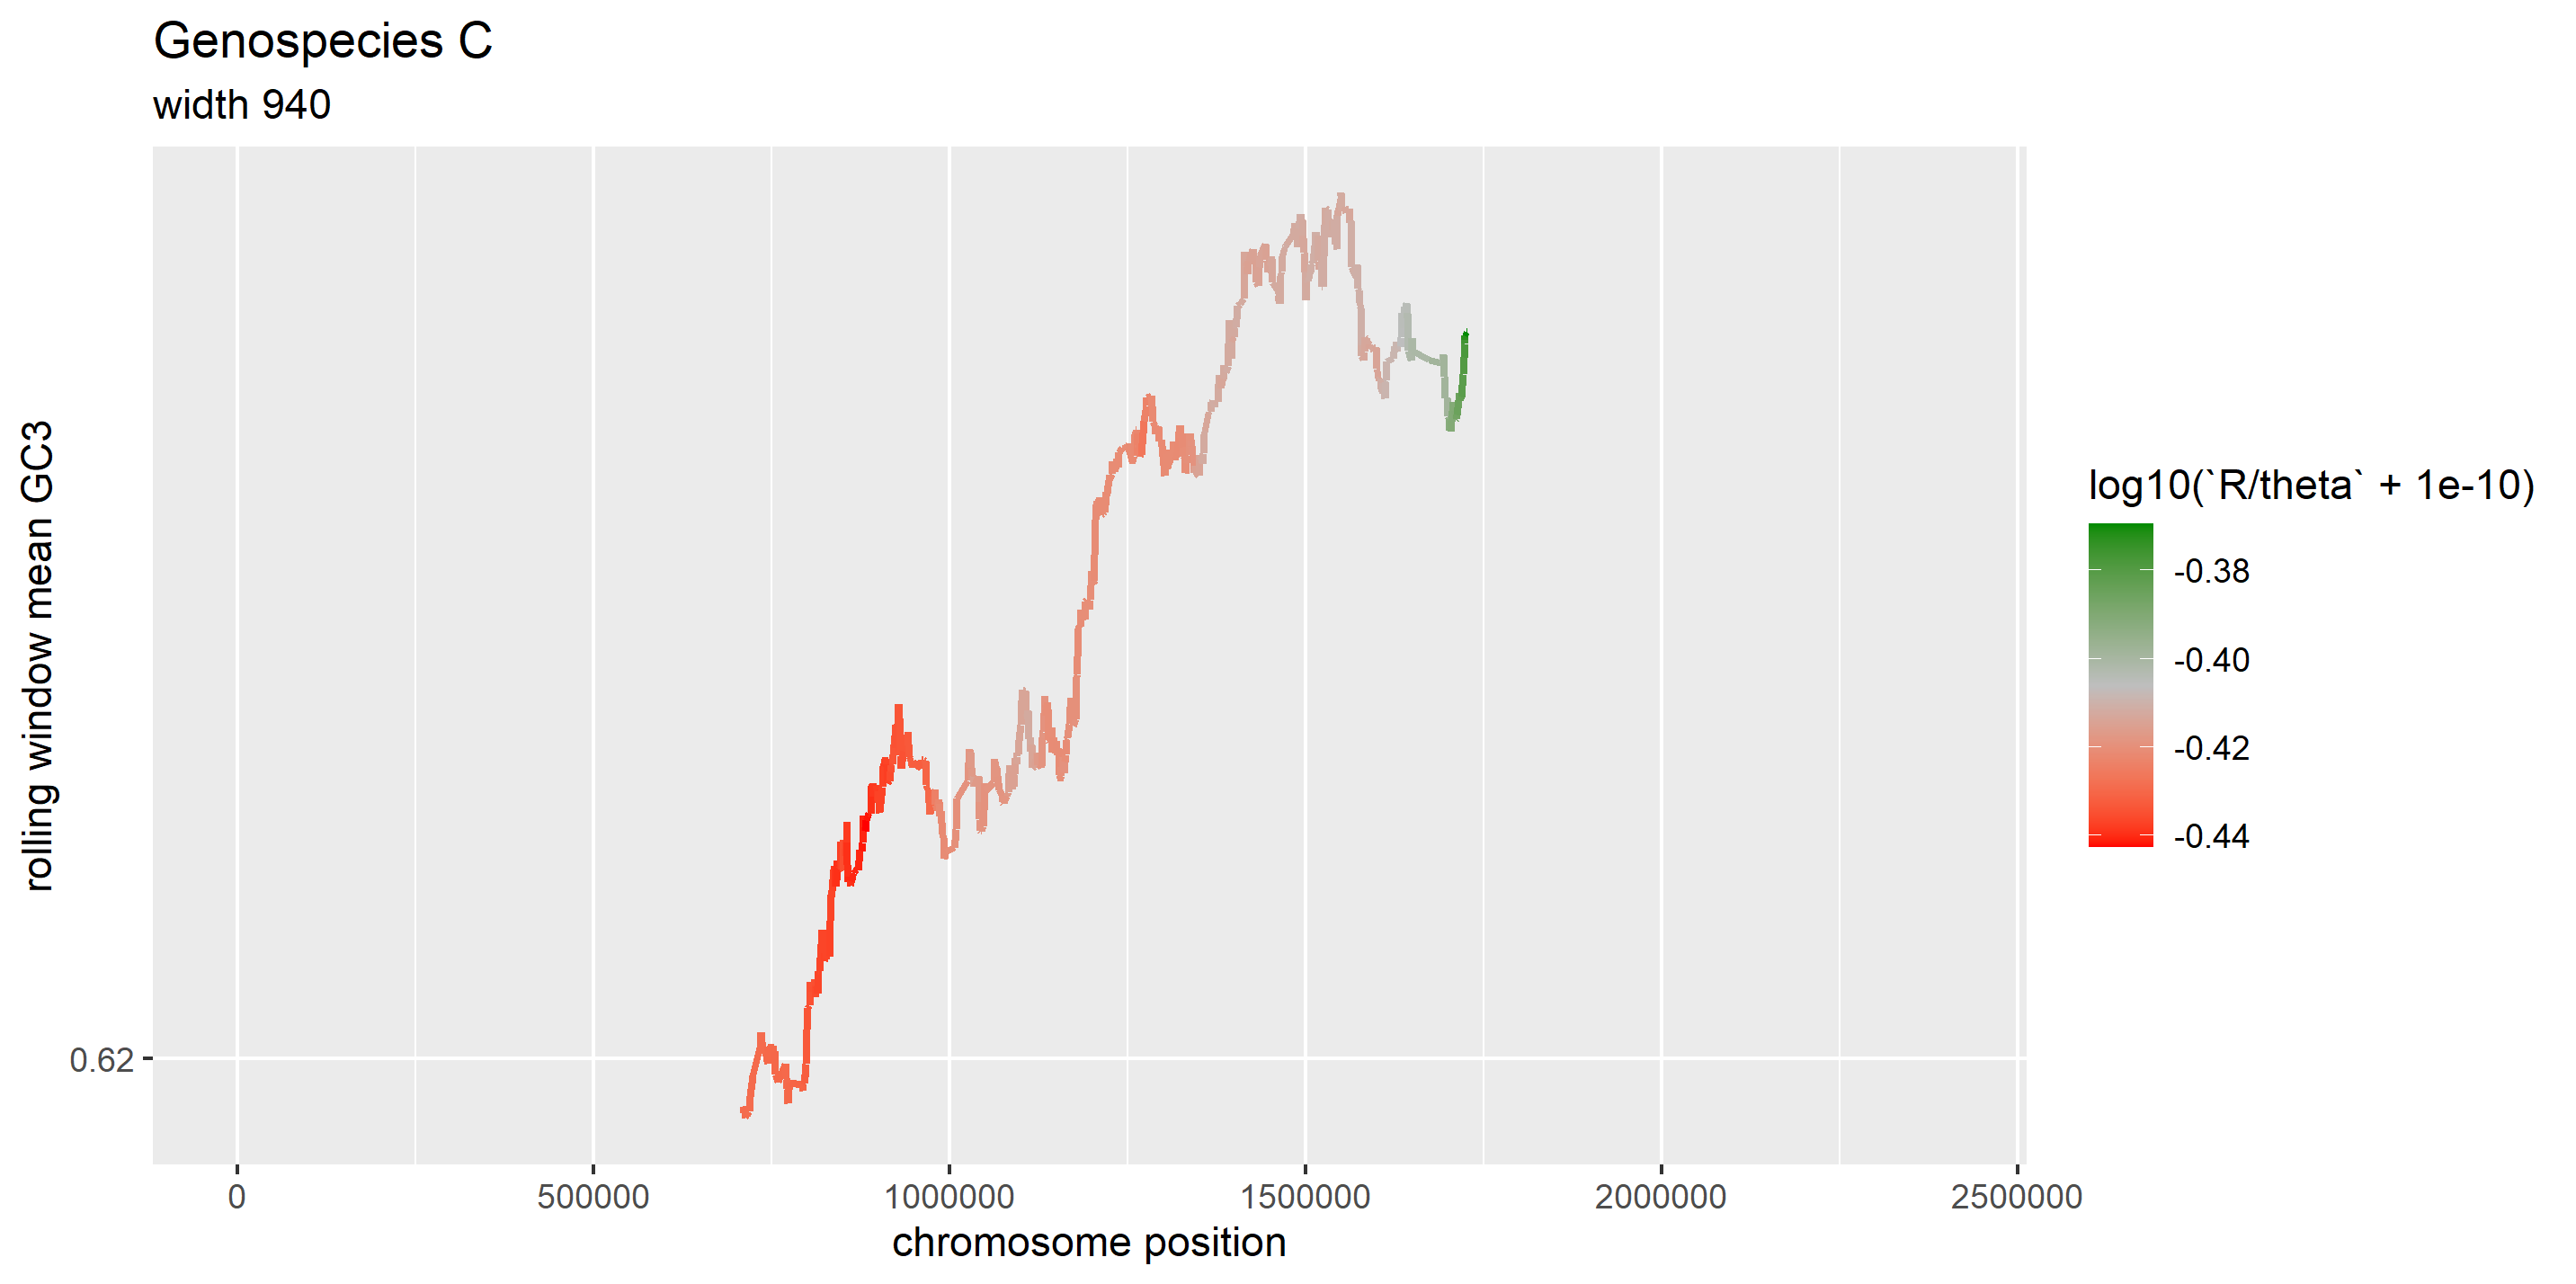 Genospecies C
width 940
rolling window mean GC3
0.62
0
500000
1000000
1500000
2000000
2500000
chromosome position
log10(`R/theta` + 1e-10)
-0.38
-0.40
-0.42
-0.44